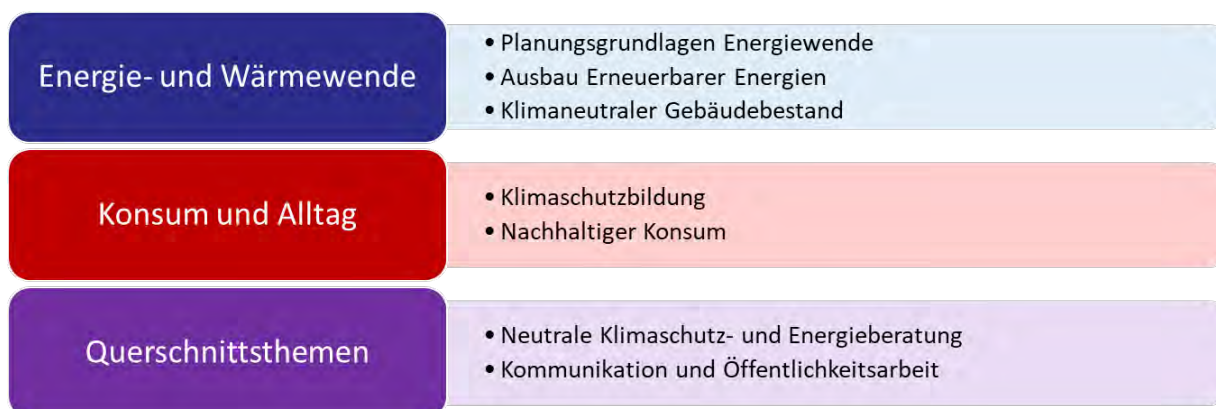 Energie- und Wärmewende
• Planungsgrundlagen Energiewende
• Ausbau Erneuerbarer Energien
• Klimaneutraler Gebäudebestand
Konsum und Alltag
• Klimaschutzbildung
• Nachhaltiger Konsum
Querschnittsthemen
• Neutrale Klimaschutz- und Energieberatung
• Kommunikation und Öffentlichkeitsarbeit